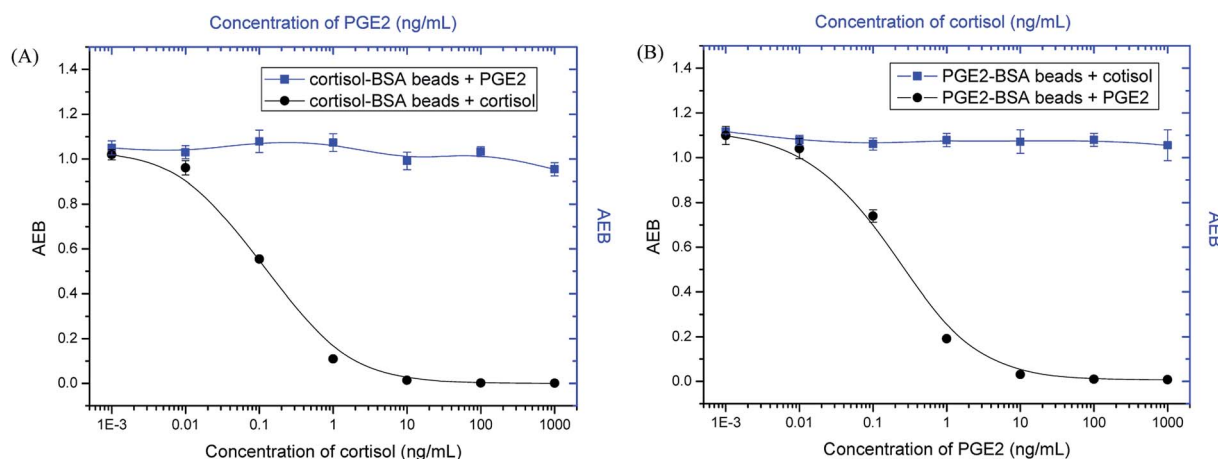 (A)
Concentration of PGE2 (ng/mL)
cortisol-BSA beads + PGE2
cortisol-BSA beads + cortisol
AEB
1.4
1.2
1.0
0.8
0.6
0.4
0.2
0.0
AEB
1E-3 0.01 0.1 1 10 100 1000
Concentration of cortisol (ng/mL)
(B)
Concentration of cortisol (ng/mL)
PGE2-BSA beads + cotisol
PGE2-BSA beads + PGE2
AEB
1.4
1.2
1.0
0.8
0.6
0.4
0.2
0.0
AEB
1E-3 0.01 0.1 1 10 100 1000
Concentration of PGE2 (ng/mL)